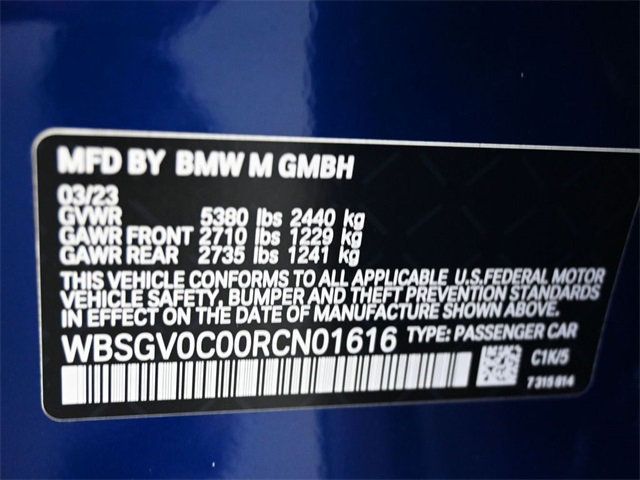 MFD BY BMW M GMBH
03/23
GVWR 5380 lbs 2440 kg
GAWR FRONT 2710 lbs 1229 kg
GAWR REAR 2735 lbs 1241 kg
THIS VEHICLE CONFORMS TO ALL APPLICABLE U.S.FEDERAL MOTOR
VEHICLE SAFETY, BUMPER AND THEFT PREVENTION STANDARDS
IN EFFECT ON THE DATE OF MANUFACTURE SHOWN ABOVE.
WBSGV0C00RCN01616 TYPE: PASSENGER CAR
C1K/5
7315814